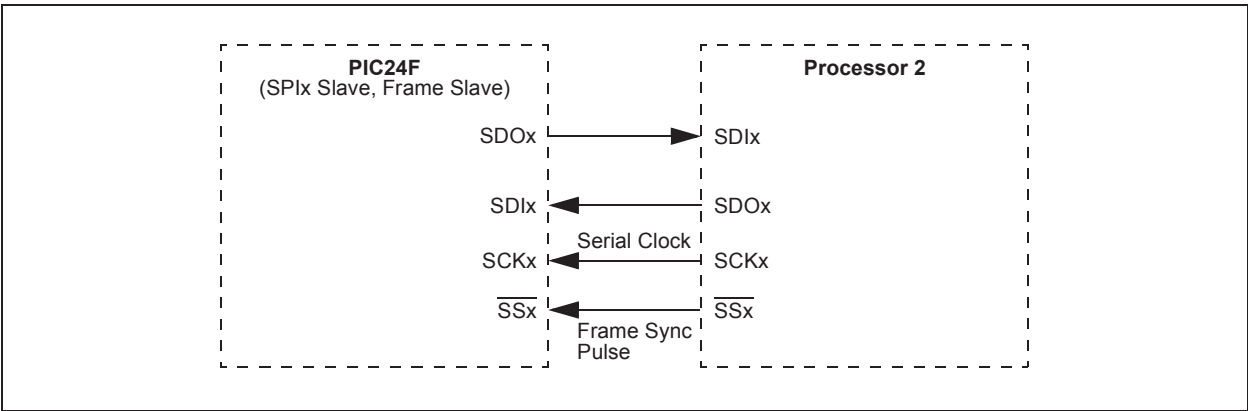 PIC24F
(SPIx Slave, Frame Slave)
Processor 2
SDOx
SDIx
SDIx
SDOx
Serial Clock
SCKx
SCKx
SSx
SSx
Frame Sync
Pulse